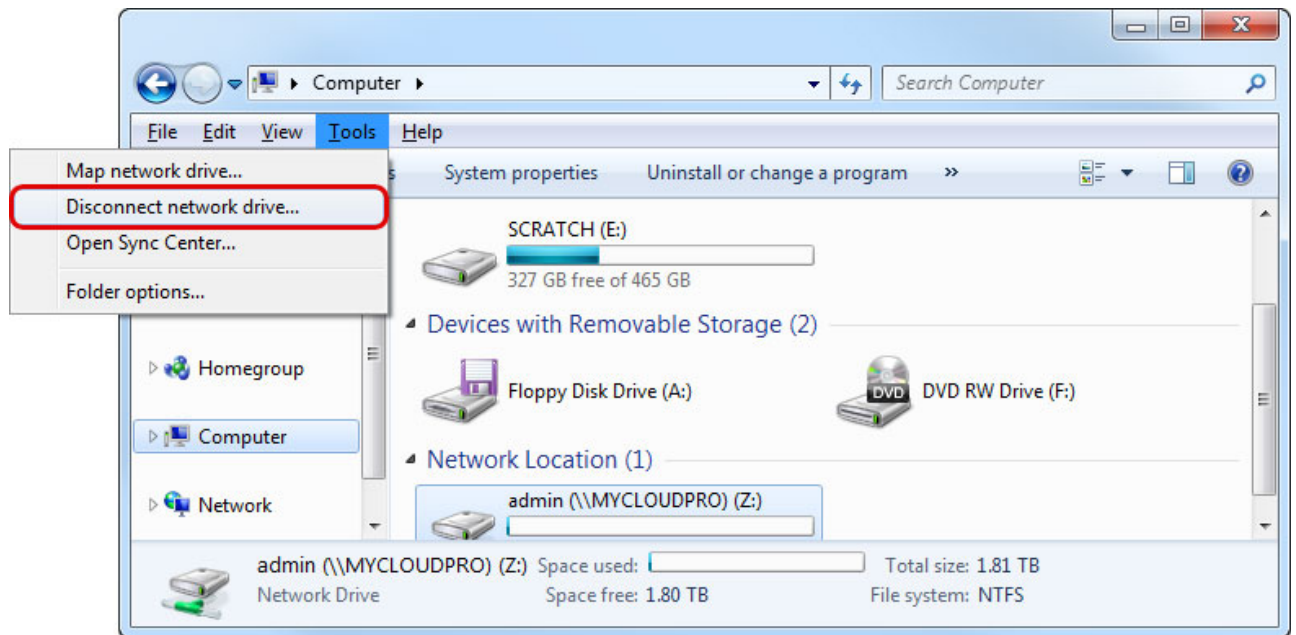 Computer
Search Computer
File Edit View Tools Help
Map network drive...
Disconnect network drive...
Open Sync Center...
Folder options...
System properties Uninstall or change a program »
SCRATCH (E:)
327 GB free of 465 GB
Devices with Removable Storage (2)
Floppy Disk Drive (A:)
DVD
DVD RW Drive (F:)
Network Location (1)
admin (\\MYCLOUDPRO) (Z:)
Homegroup
Computer
Network
admin (\\MYCLOUDPRO) (Z:) Space used: Total size: 1.81 TB
Network Drive Space free: 1.80 TB File system: NTFS